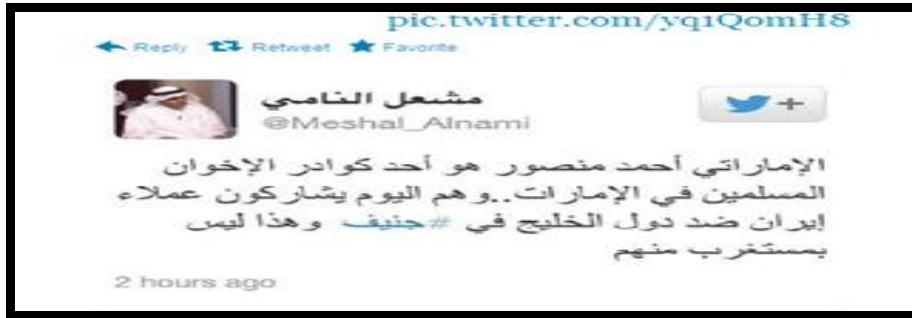 pic.twitter.com/yq1QomH8
Reply Retweet Favorite
مشعل النامي
@Meshal_Alnami
الإماراتي أحمد منصور هو أحد كوادر الإخوان
المسلمين في الإمارات..وهم اليوم يشاركون عملاء
إيران ضد دول الخليج في #جنيف وهذا ليس
بمستغرب منهم
2 hours ago